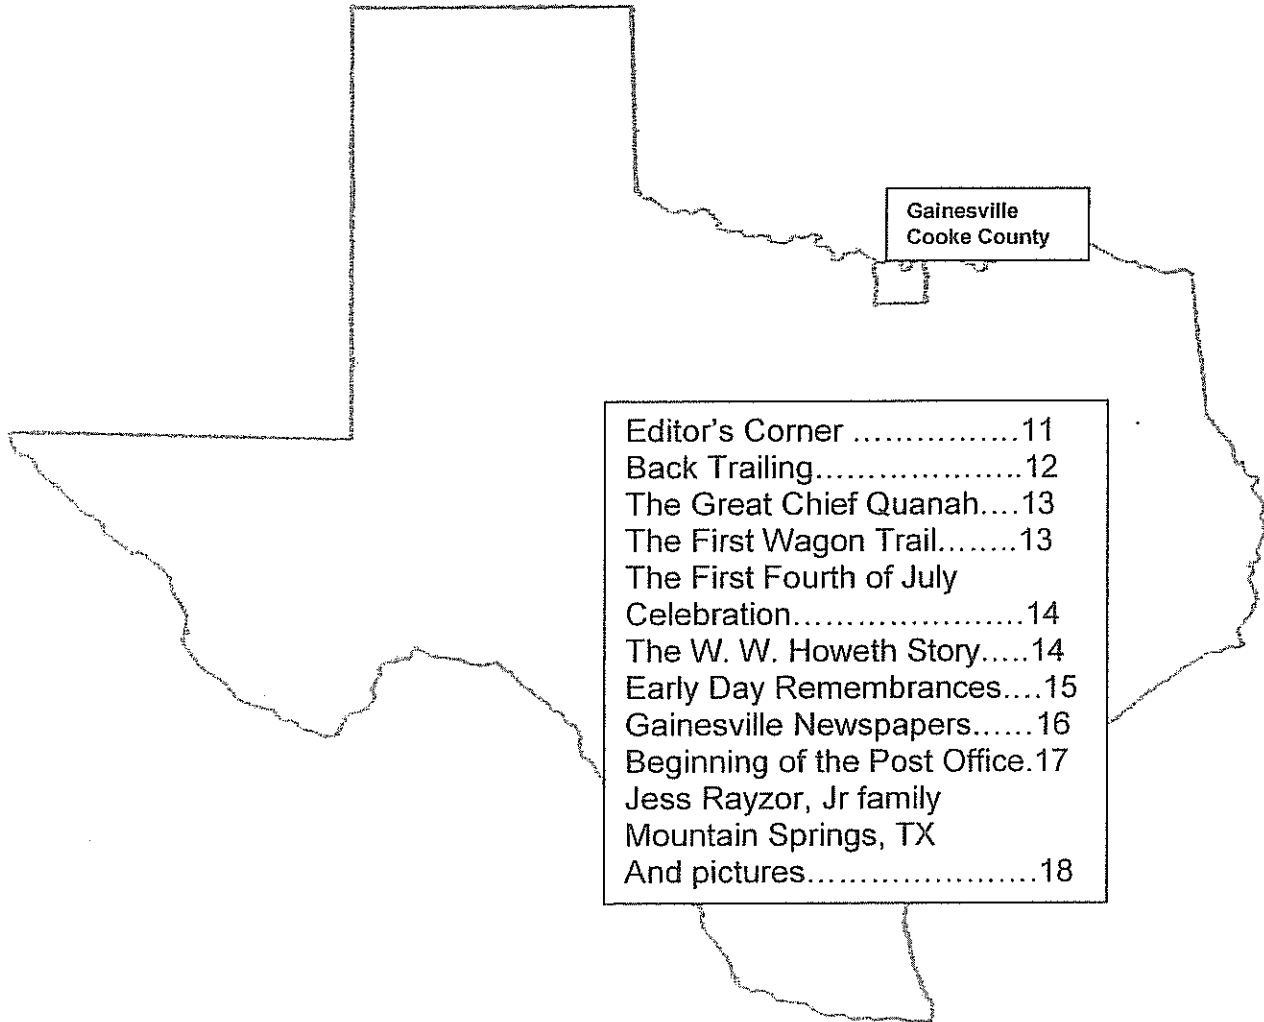 Gainesville
Cooke County
Editor's Corner ................11
Back Trailing....................12
The Great Chief Quanah....13
The First Wagon Trail........13
The First Fourth of July
Celebration.........................14
The W. W. Howeth Story.....14
Early Day Remembrances....15
Gainesville Newspapers......16
Beginning of the Post Office.17
Jess Rayzor, Jr family
Mountain Springs, TX
And pictures.......................18